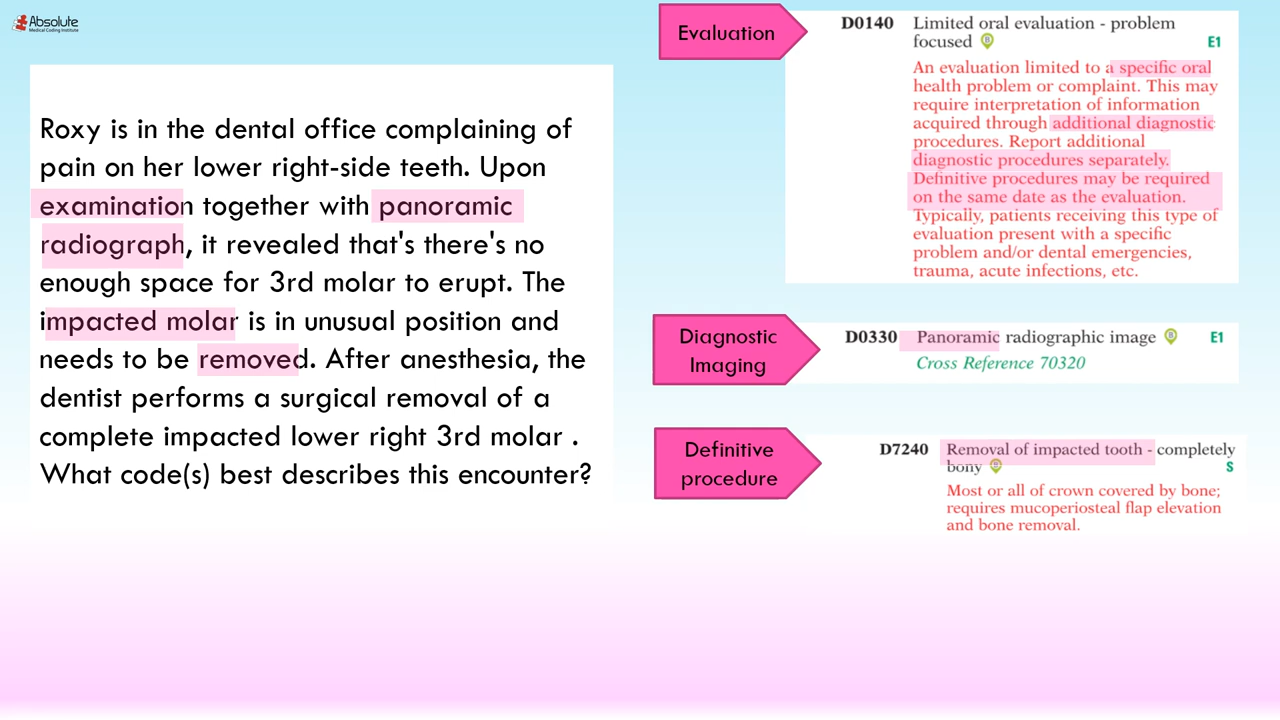 Absolute
Medical Coding Institute
Roxy is in the dental office complaining of
pain on her lower right-side teeth. Upon
examination together with panoramic
radiograph, it revealed that's there's no
enough space for 3rd molar to erupt. The
impacted molar is in unusual position and
needs to be removed. After anesthesia, the
dentist performs a surgical removal of a
complete impacted lower right 3rd molar .
What code(s) best describes this encounter?
Evaluation
D0140 Limited oral evaluation - problem
focused B E1
An evaluation limited to a specific oral
health problem or complaint. This may
require interpretation of information
acquired through additional diagnostic
procedures. Report additional
diagnostic procedures separately.
Definitive procedures may be required
on the same date as the evaluation.
Typically, patients receiving this type of
evaluation present with a specific
problem and/or dental emergencies,
trauma, acute infections, etc.
Diagnostic
Imaging
D0330 Panoramic radiographic image B E1
Cross Reference 70320
Definitive
procedure
D7240 Removal of impacted tooth - completely
bony B S
Most or all of crown covered by bone;
requires mucoperiosteal flap elevation
and bone removal.